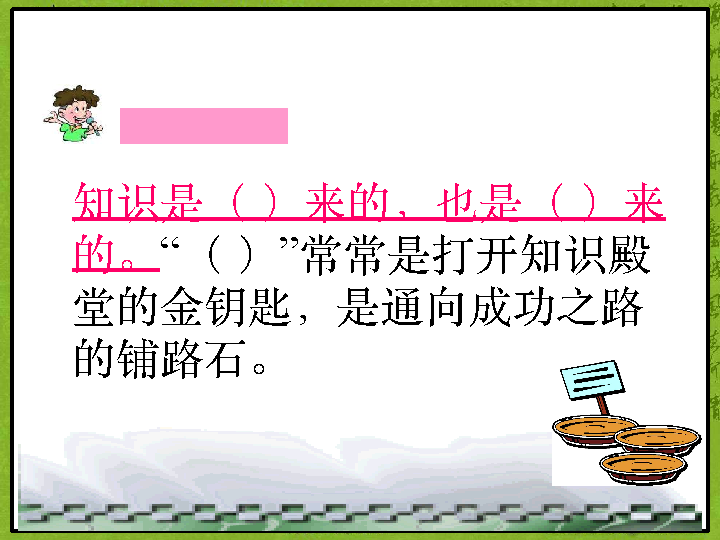 知识是（ ）来的，也是（ ）来
的。“（ ）”常常是打开知识殿
堂的金钥匙，是通向成功之路
的铺路石。